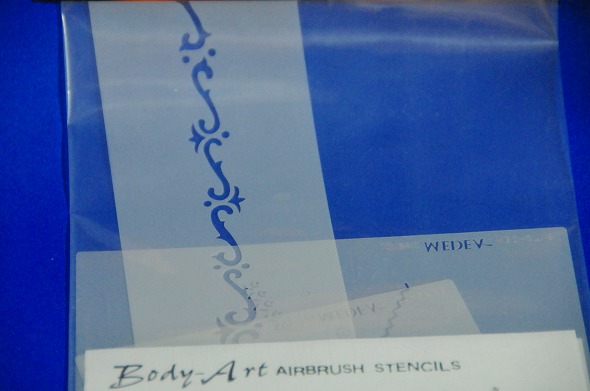 WEDEV-
Body-Art AIRBRUSH STENCILS